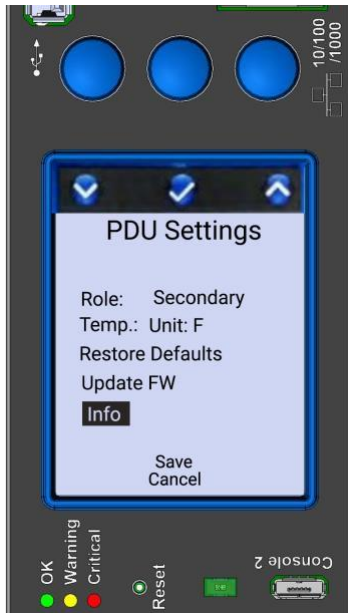 10/100
/1000
PDU Settings
Role: Secondary
Temp.: Unit: F
Restore Defaults
Update FW
Info
Save
Cancel
OK
Warning
Critical
Reset
Console 2